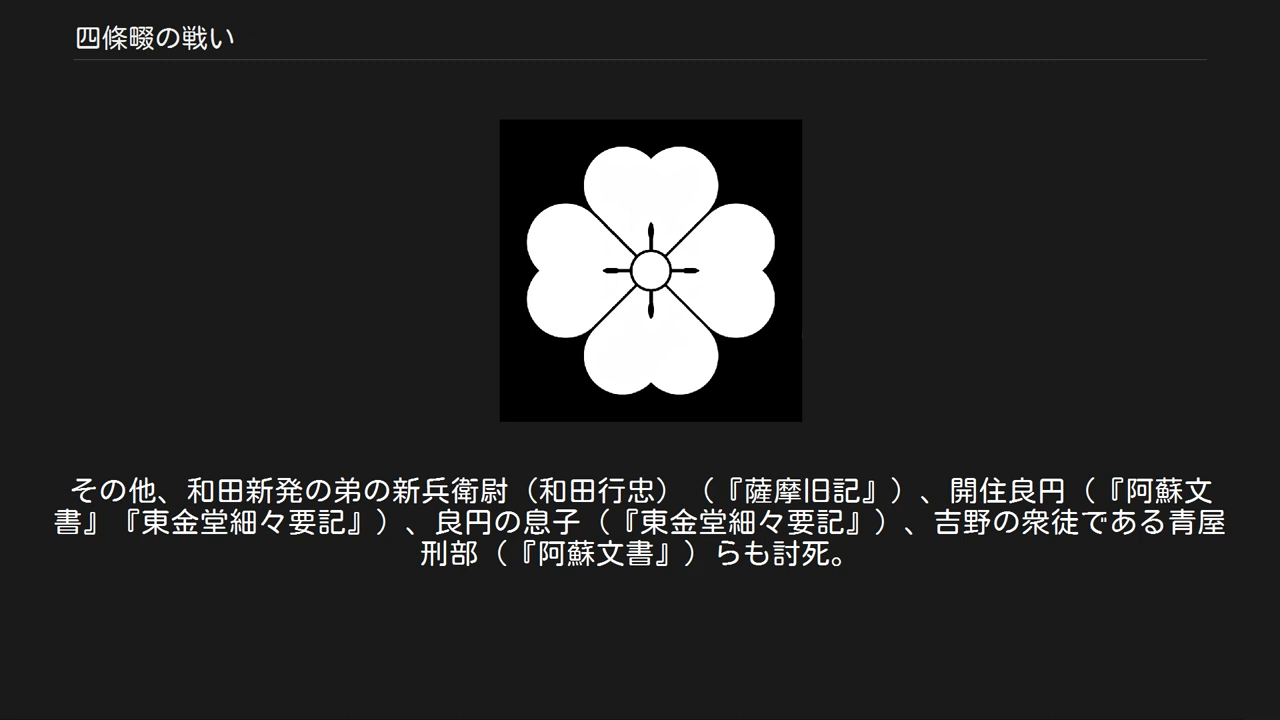 四條畷の戦い
その他、和田新発の弟の新兵衛尉（和田行忠）（『薩摩旧記』）、開住良円（『阿蘇文
書』『東金堂細々要記』）、良円の息子（『東金堂細々要記』）、吉野の衆徒である青屋
刑部（『阿蘇文書』）らも討死。